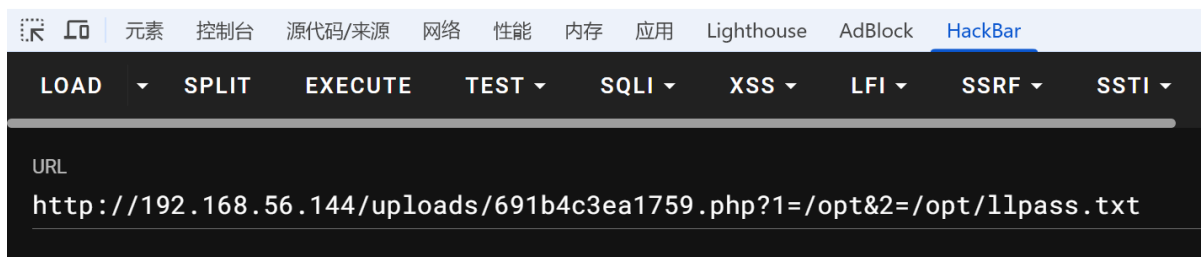 元素 控制台 源代码/来源 网络 性能 内存 应用 Lighthouse AdBlock HackBar
LOAD SPLIT EXECUTE TEST SQLI XSS LFI SSRF SSTI
URL
http://192.168.56.144/uploads/691b4c3ea1759.php?1=/opt&2=/opt/llpass.txt